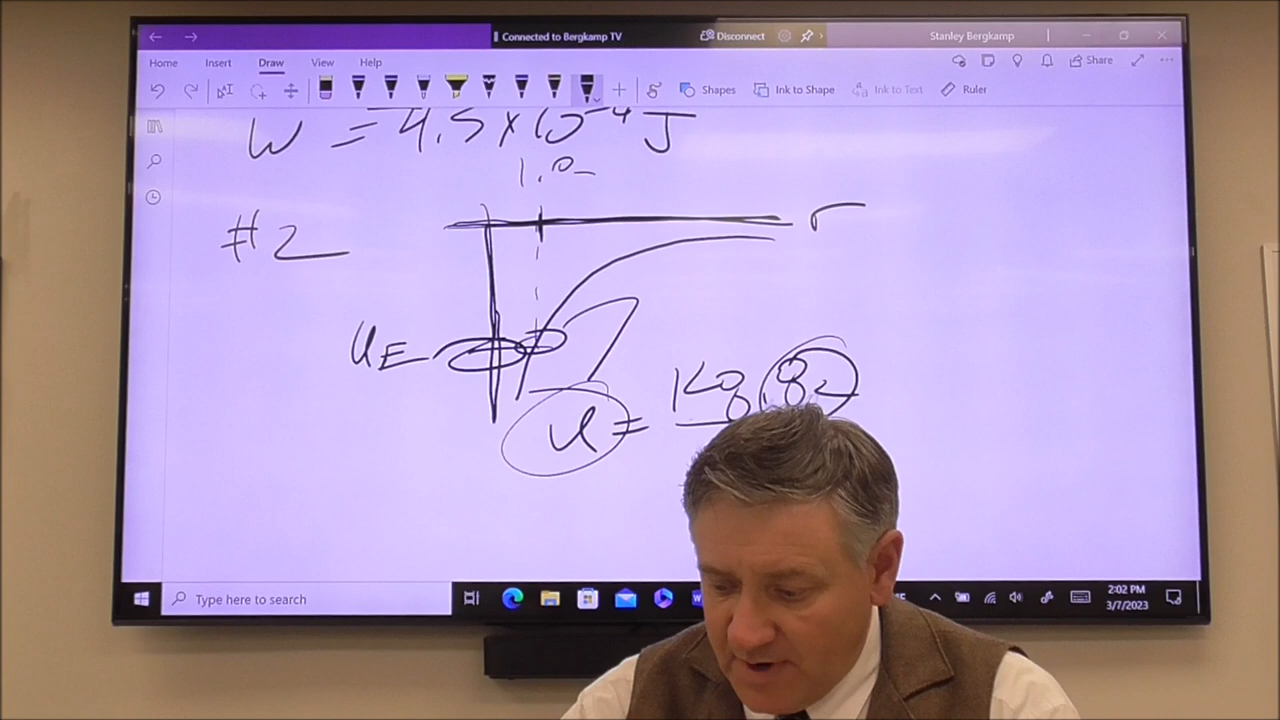 Connected to Bergkamp TV
Disconnect
Stanley Bergkamp
Home Insert Draw View Help
Share
Shapes Ink to Shape Ink to Text Ruler
W = 4.5 x 10⁻⁴ J
1.0
#2
r
UE
U = kq1q2
Type here to search
2:02 PM
3/7/2023